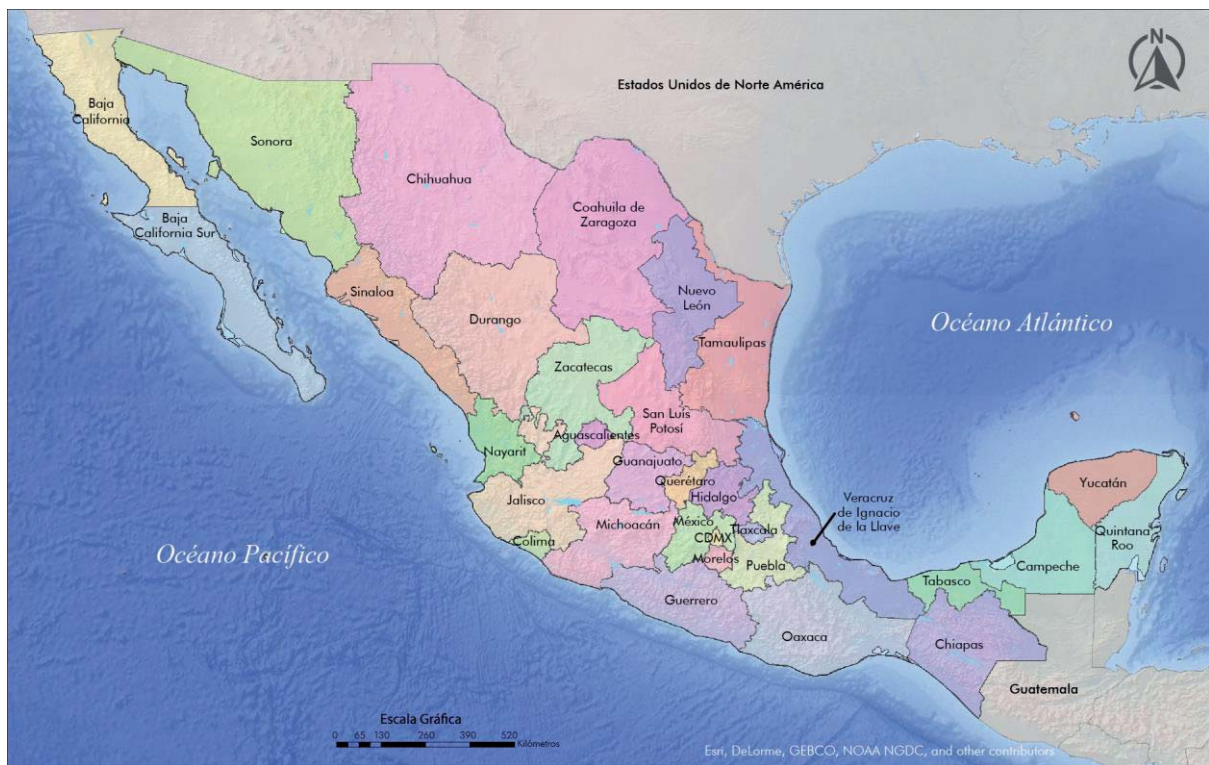 N
Estados Unidos de Norte América
Baja
California
Sonora
Chihuahua
Coahuila de
Zaragoza
Baja
California Sur
Sinaloa
Nuevo
León
Durango
Océano Atlántico
Tamaulipas
Zacatecas
San Luís
Potosí
Aguascalientes
Nayarit
Guanajuato
Querétaro
Yucatán
Hidalgo
Jalisco
Veracruz
de Ignacio
de la Llave
Michoacán
México
Tlaxcala
Quintana
Roo
CDMX
Colima
Océano Pacífico
Morelos
Puebla
Campeche
Tabasco
Guerrero
Oaxaca
Chiapas
Guatemala
Escala Gráfica
0 65 130 260 390 520
Kilómetros
Esri, DeLorme, GEBCO, NOAA NGDC, and other contributors